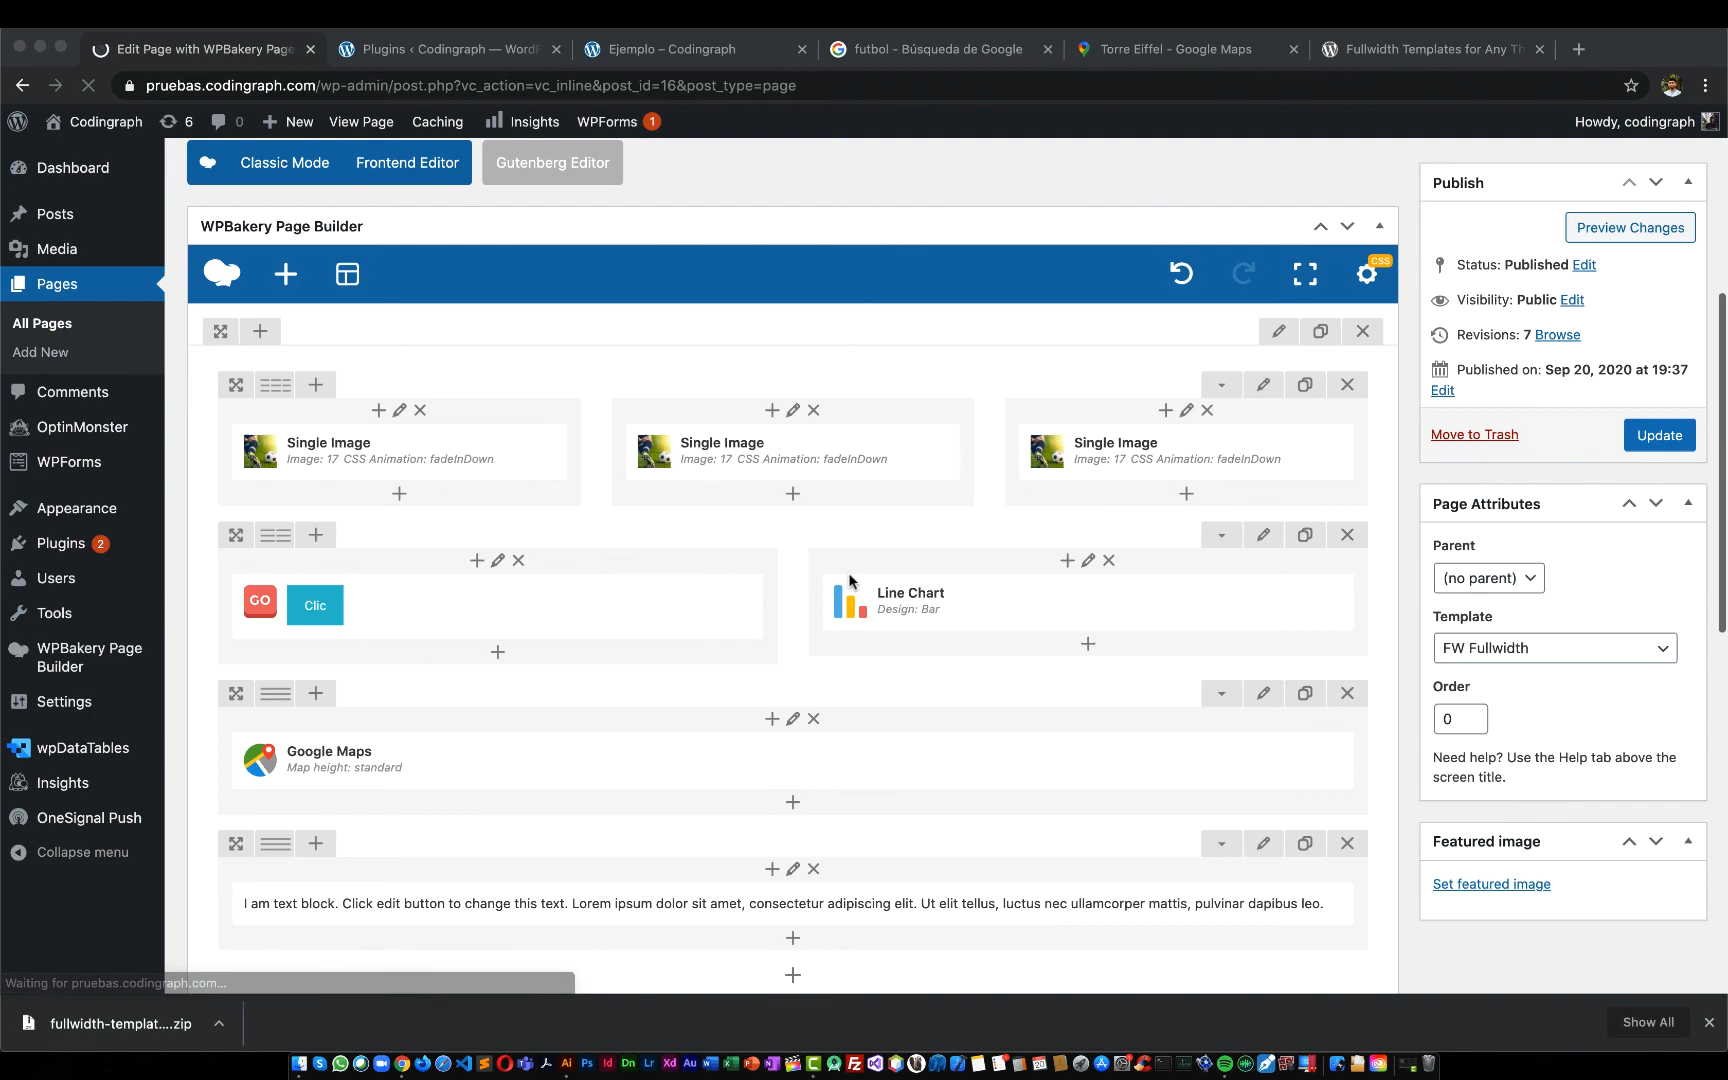 Edit Page with WPBakery Page
Plugins ‹ Codingraph — WordP
Ejemplo – Codingraph
futbol - Búsqueda de Google
Torre Eiffel - Google Maps
Fullwidth Templates for Any Th
pruebas.codingraph.com/wp-admin/post.php?vc_action=vc_inline&post_id=16&post_type=page
Codingraph
6
0
New
View Page
Caching
Insights
WPForms 1
Howdy, codingraph
Dashboard
Posts
Media
Pages
All Pages
Add New
Comments
OptinMonster
WPForms
Appearance
Plugins 2
Users
Tools
WPBakery Page
Builder
Settings
wpDataTables
Insights
OneSignal Push
Collapse menu
Classic Mode
Frontend Editor
Gutenberg Editor
WPBakery Page Builder
CSS
Single Image
Image: 17 CSS Animation: fadeInDown
Single Image
Image: 17 CSS Animation: fadeInDown
Single Image
Image: 17 CSS Animation: fadeInDown
GO
Clic
Line Chart
Design: Bar
Google Maps
Map height: standard
I am text block. Click edit button to change this text. Lorem ipsum dolor sit amet, consectetur adipiscing elit. Ut elit tellus, luctus nec ullamcorper mattis, pulvinar dapibus leo.
Publish
Preview Changes
Status: Published Edit
Visibility: Public Edit
Revisions: 7 Browse
Published on: Sep 20, 2020 at 19:37
Edit
Move to Trash
Update
Page Attributes
Parent
(no parent)
Template
FW Fullwidth
Order
0
Need help? Use the Help tab above the
screen title.
Featured image
Set featured image
Waiting for pruebas.codingraph.com...
fullwidth-templat....zip
Show All
Ai
Ps
Id
Dn
Lr
Xd
Au
20